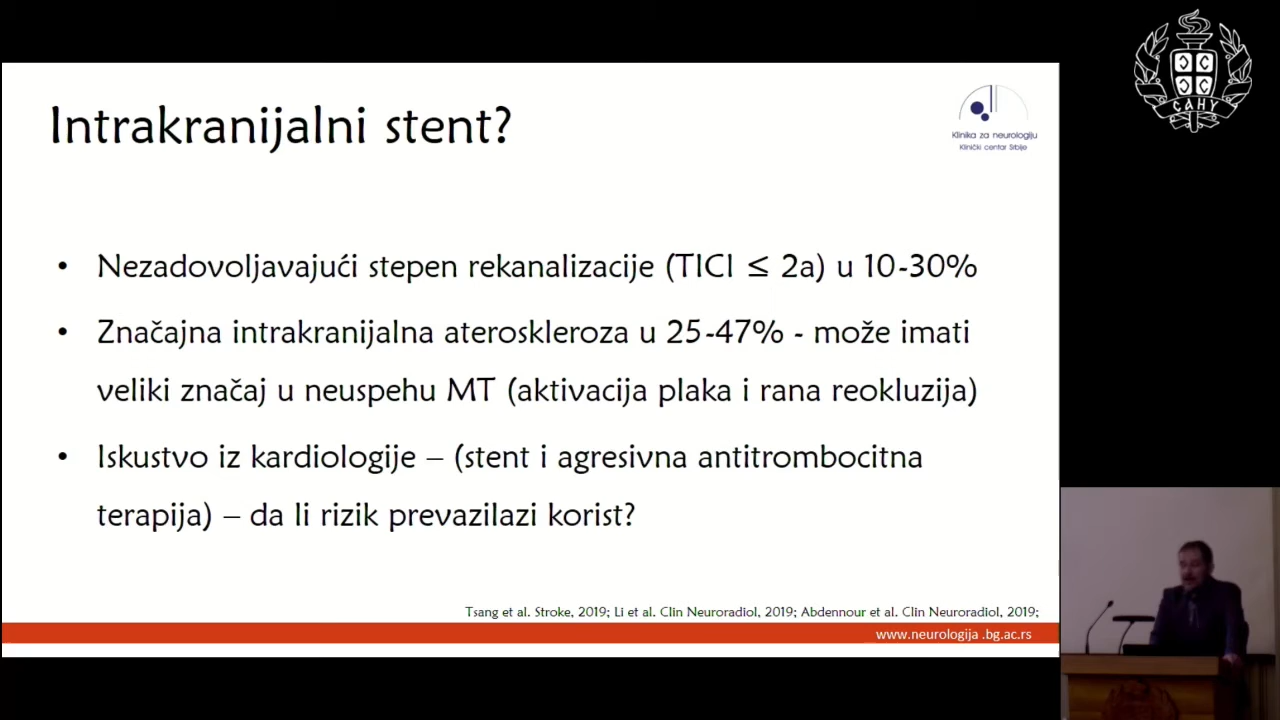 Intrakranijalni stent?
Klinika za neurologiju
Klinički centar Srbije
• Nezadovoljavajući stepen rekanalizacije (TICI ≤ 2a) u 10-30%
• Značajna intrakranijalna ateroskleroza u 25-47% - može imati
veliki značaj u neuspehu MT (aktivacija plaka i rana reokluzija)
• Iskustvo iz kardiologije – (stent i agresivna antitrombocitna
terapija) – da li rizik prevazilazi korist?
Tsang et al. Stroke, 2019; Li et al. Clin Neuroradiol, 2019; Abdennour et al. Clin Neuroradiol, 2019;
www.neurologija .bg.ac.rs
САНУ